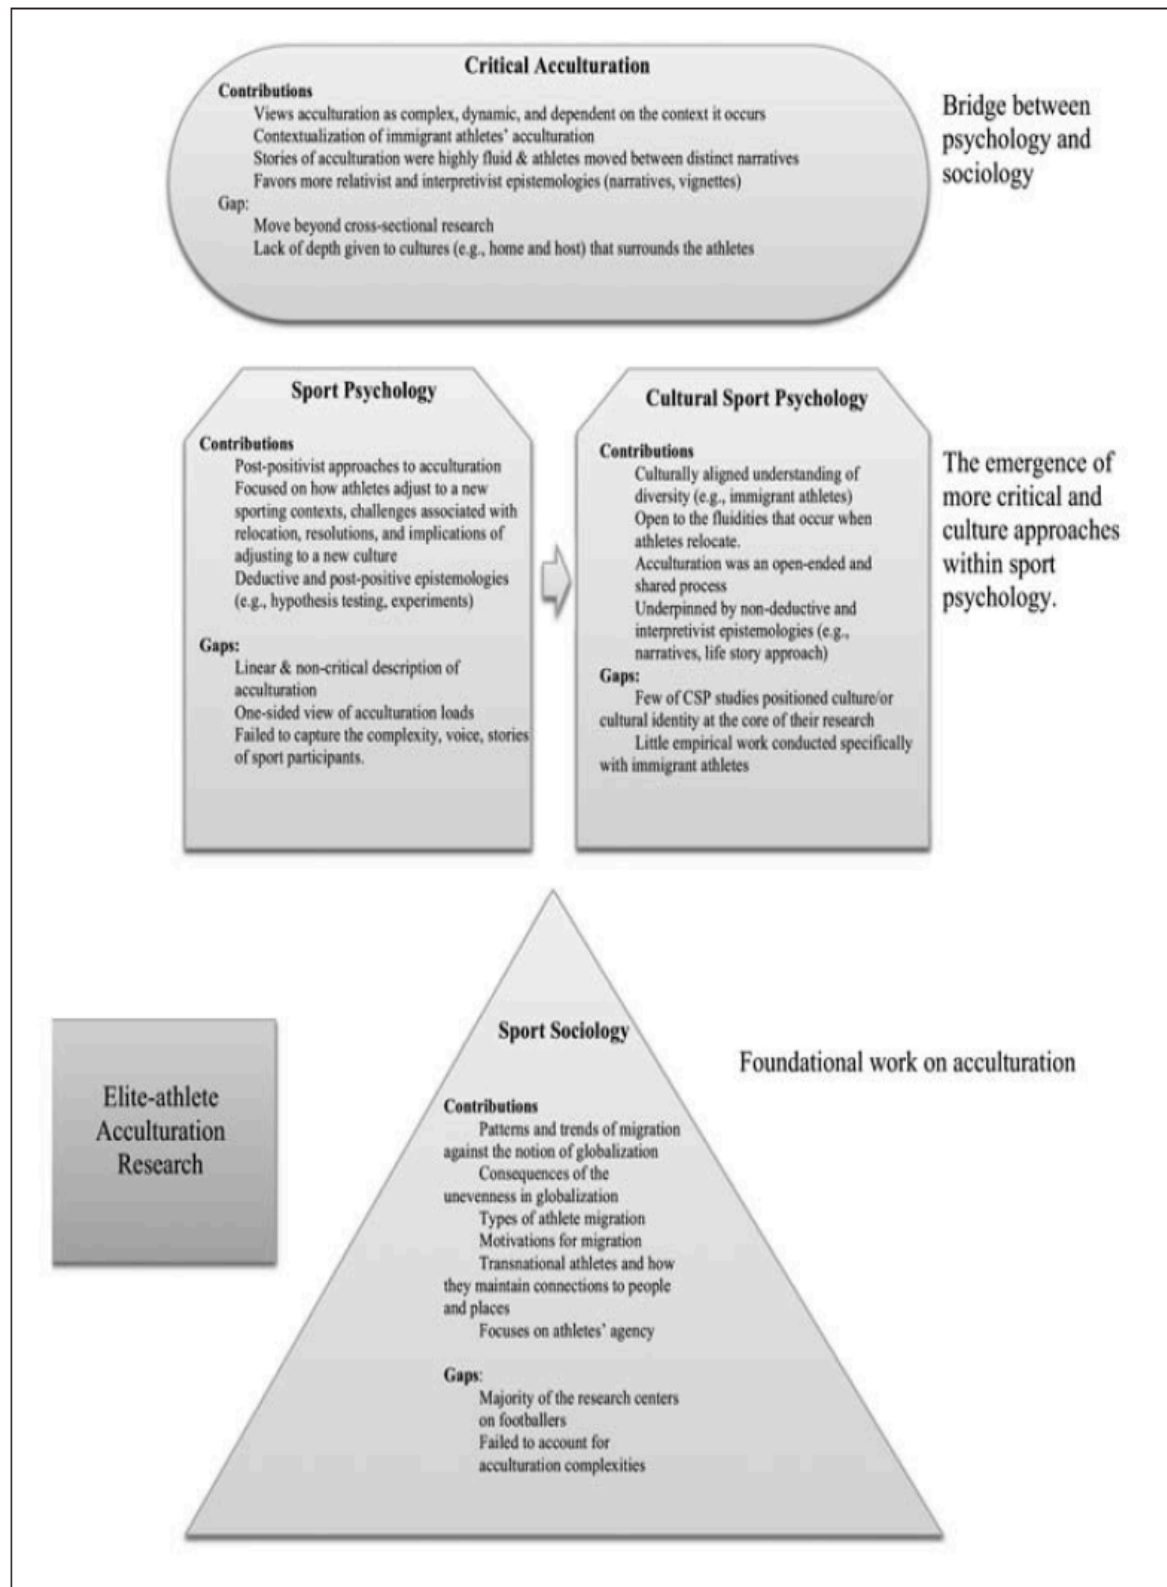 Critical Acculturation
Contributions
Views acculturation as complex, dynamic, and dependent on the context it occurs
Contextualization of immigrant athletes' acculturation
Stories of acculturation were highly fluid & athletes moved between distinct narratives
Favors more relativist and interpretivist epistemologies (narratives, vignettes)
Gap:
Move beyond cross-sectional research
Lack of depth given to cultures (e.g., home and host) that surrounds the athletes
Bridge between
psychology and
sociology
Sport Psychology
Contributions
Post-positivist approaches to acculturation
Focused on how athletes adjust to a new
sporting contexts, challenges associated with
relocation, resolutions, and implications of
adjusting to a new culture
Deductive and post-positive epistemologies
(e.g., hypothesis testing, experiments)
Gaps:
Linear & non-critical description of
acculturation
One-sided view of acculturation loads
Failed to capture the complexity, voice, stories
of sport participants.
Cultural Sport Psychology
Contributions
Culturally aligned understanding of
diversity (e.g., immigrant athletes)
Open to the fluidities that occur when
athletes relocate.
Acculturation was an open-ended and
shared process
Underpinned by non-deductive and
interpretivist epistemologies (e.g.,
narratives, life story approach)
Gaps:
Few of CSP studies positioned culture/or
cultural identity at the core of their research
Little empirical work conducted specifically
with immigrant athletes
The emergence of
more critical and
culture approaches
within sport
psychology.
Elite-athlete
Acculturation
Research
Sport Sociology
Contributions
Patterns and trends of migration
against the notion of globalization
Consequences of the
unevenness in globalization
Types of athlete migration
Motivations for migration
Transnational athletes and how
they maintain connections to people
and places
Focuses on athletes' agency
Gaps:
Majority of the research centers
on footballers
Failed to account for
acculturation complexities
Foundational work on acculturation